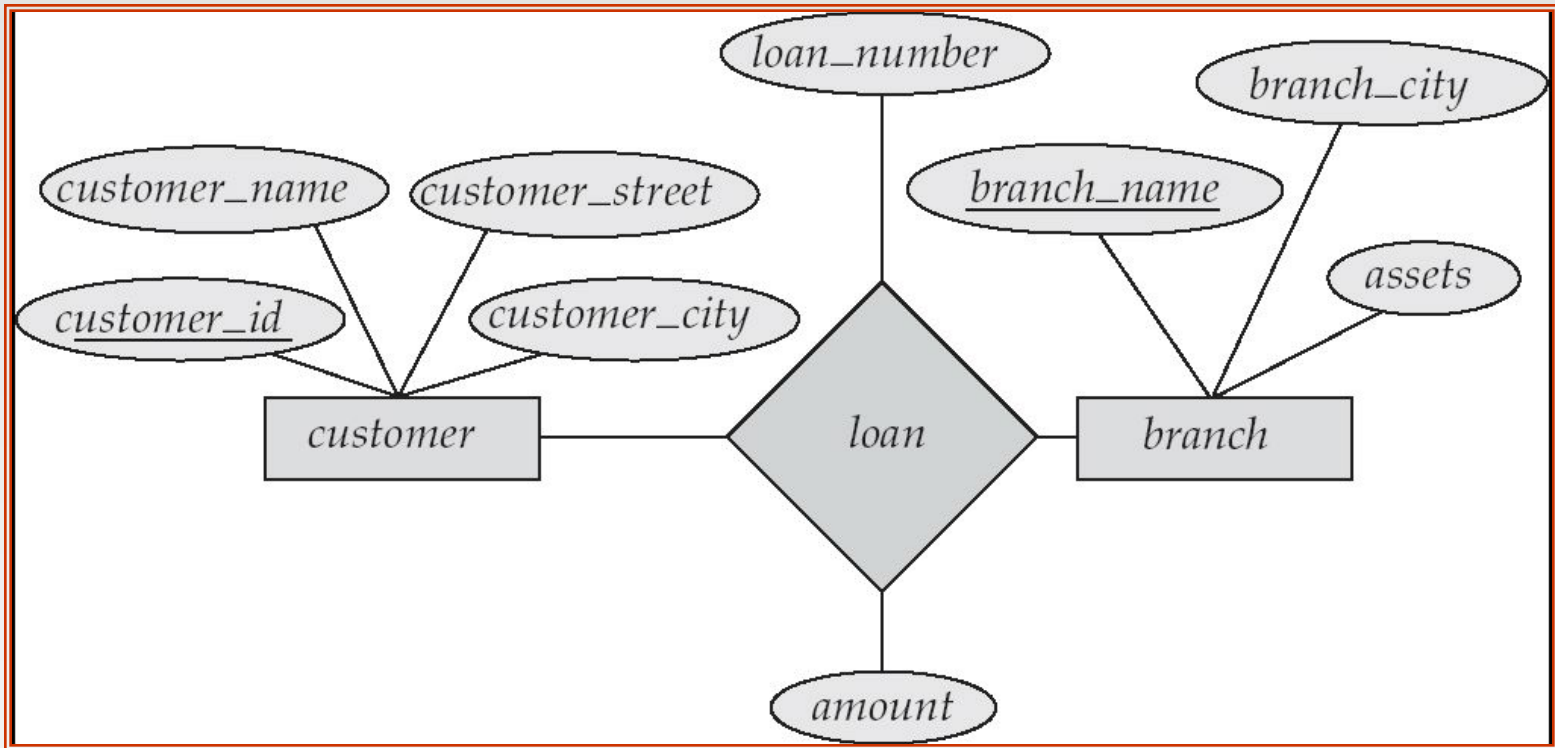 loan_number
branch_city
customer_name
customer_street
branch_name
customer_id
customer_city
assets
customer
loan
branch
amount